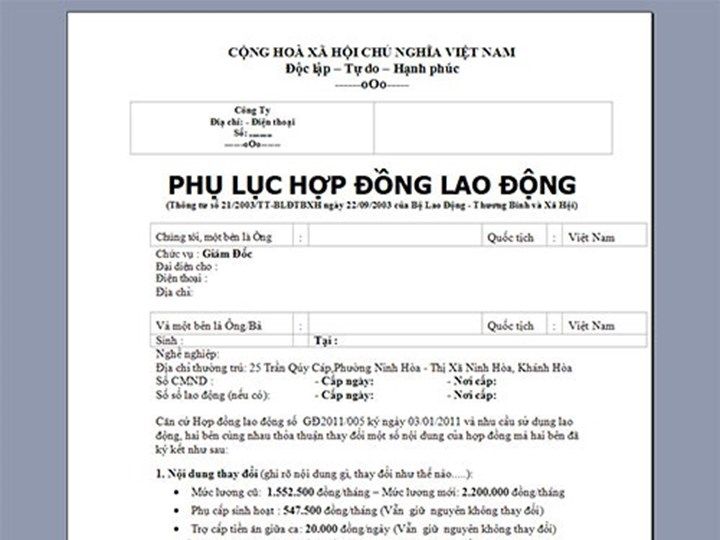 CỘNG HOÀ XÃ HỘI CHỦ NGHĨA VIỆT NAM
Độc lập – Tự do – Hạnh phúc
------oOo-----
Công Ty
Địa chỉ: - Điện thoại
Số: ......
-----oOo-----
PHỤ LỤC HỢP ĐỒNG LAO ĐỘNG
(Thông tư số 21/2003/TT-BLĐTBXH ngày 22/09/2003 của Bộ Lao Động - Thương Binh và Xã Hội)
Chúng tôi, một bên là Ông : Quốc tịch : Việt Nam
Chức vụ : Giám Đốc
Đại diện cho :
Điện thoại :
Địa chỉ:
Và một bên là Ông/Bà : Quốc tịch : Việt Nam
Sinh : : Tại :
Nghề nghiệp:
Địa chỉ thường trú: 25 Trần Qúy Cáp,Phường Ninh Hòa - Thị Xã Ninh Hòa, Khánh Hòa
Số CMND : - Cấp ngày: - Nơi cấp:
Số sổ lao động (nếu có): - Cấp ngày: - Nơi cấp:
Căn cứ Hợp đồng lao động số GĐ2011/005 ký ngày 03/01/2011 và nhu cầu sử dụng lao
động, hai bên cùng nhau thỏa thuận thay đổi một số nội dung của hợp đồng mà hai bên đã
ký kết như sau:
1. Nội dung thay đổi (ghi rõ nội dung gì, thay đổi như thế nào.....):
• Mức lương cũ: 1.552.500 đồng/tháng – Mức lương mới: 2.200.000 đồng/tháng
• Phụ cấp sinh hoạt : 547.500 đồng/tháng (Vẫn giữ nguyên không thay đổi)
• Trợ cấp tiền ăn giữa ca: 20.000 đồng/ngày (Vẫn giữ nguyên không thay đổi)